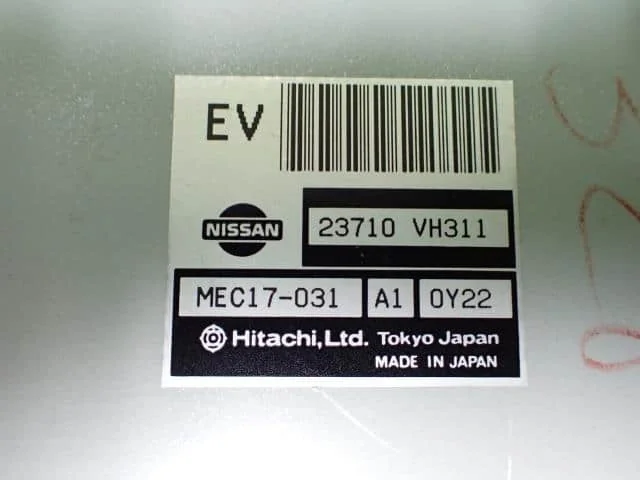 EV
NISSAN
23710 VH311
MEC17-031 A1 0Y22
Hitachi, Ltd. Tokyo Japan
MADE IN JAPAN